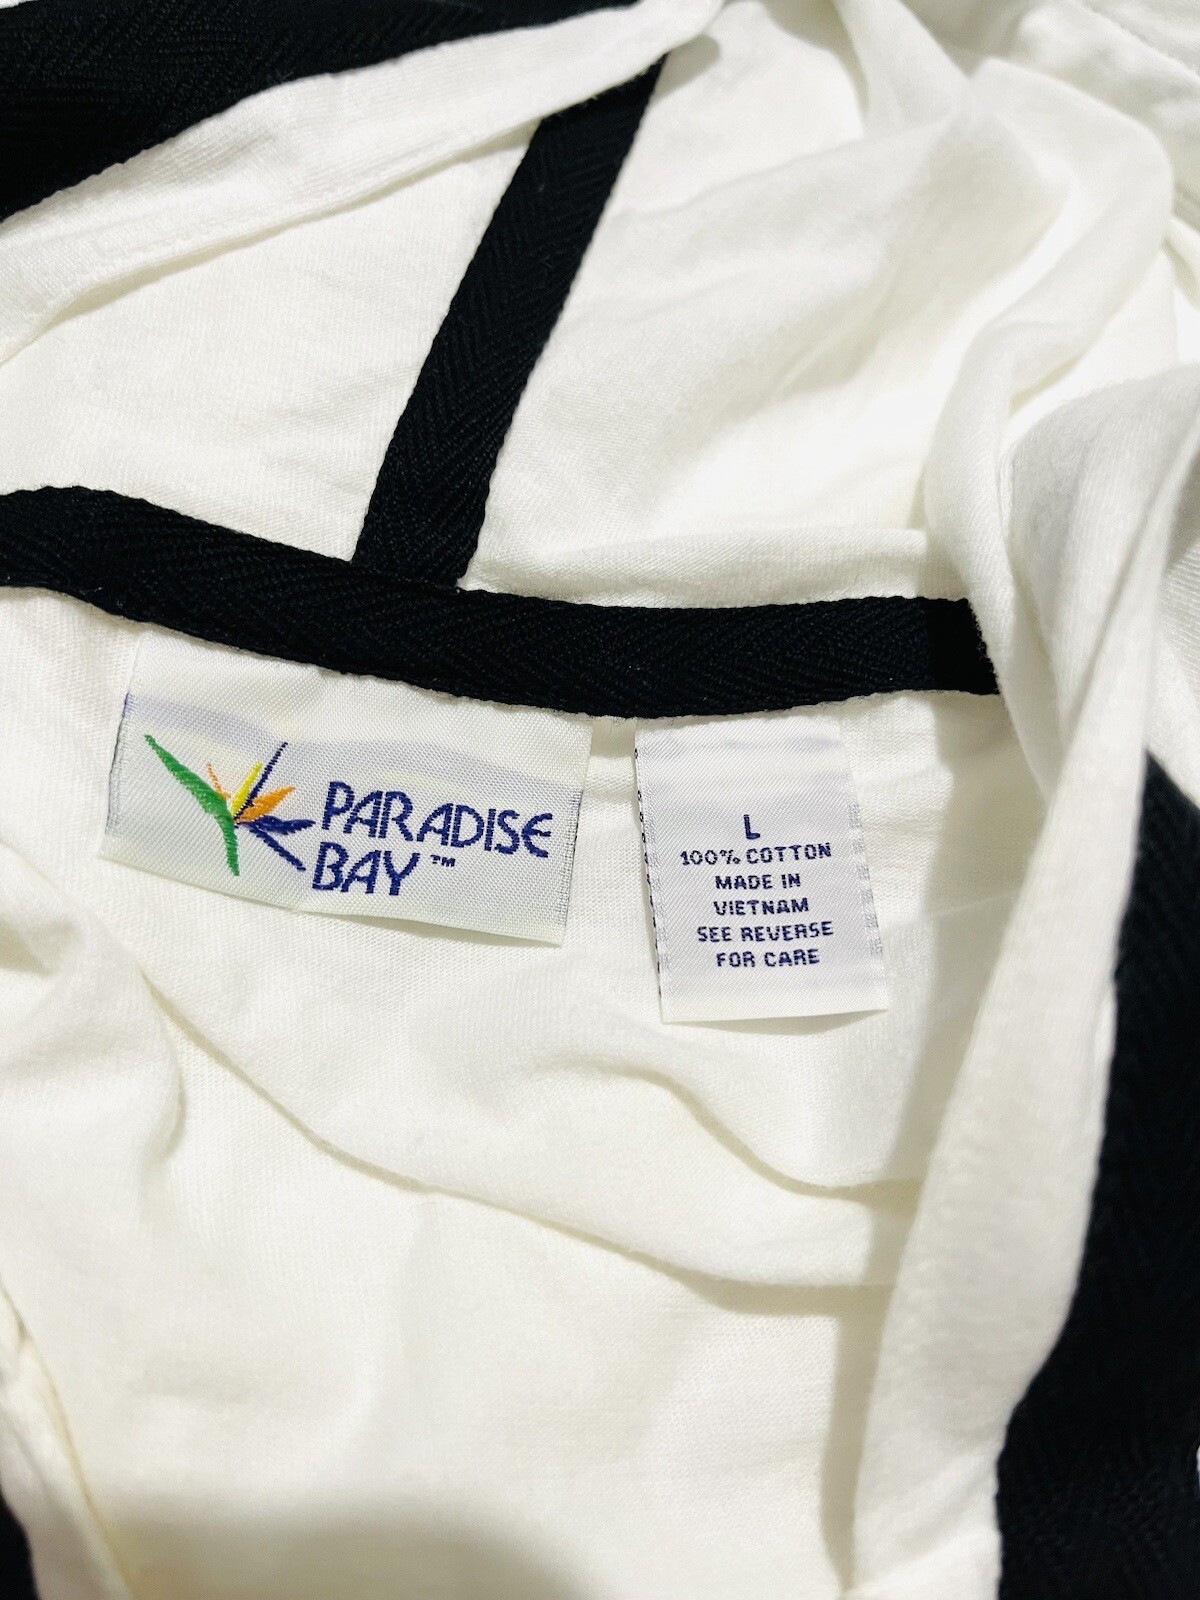 PARADISE
BAY™
L
100% COTTON
MADE IN
VIETNAM
SEE REVERSE
FOR CARE